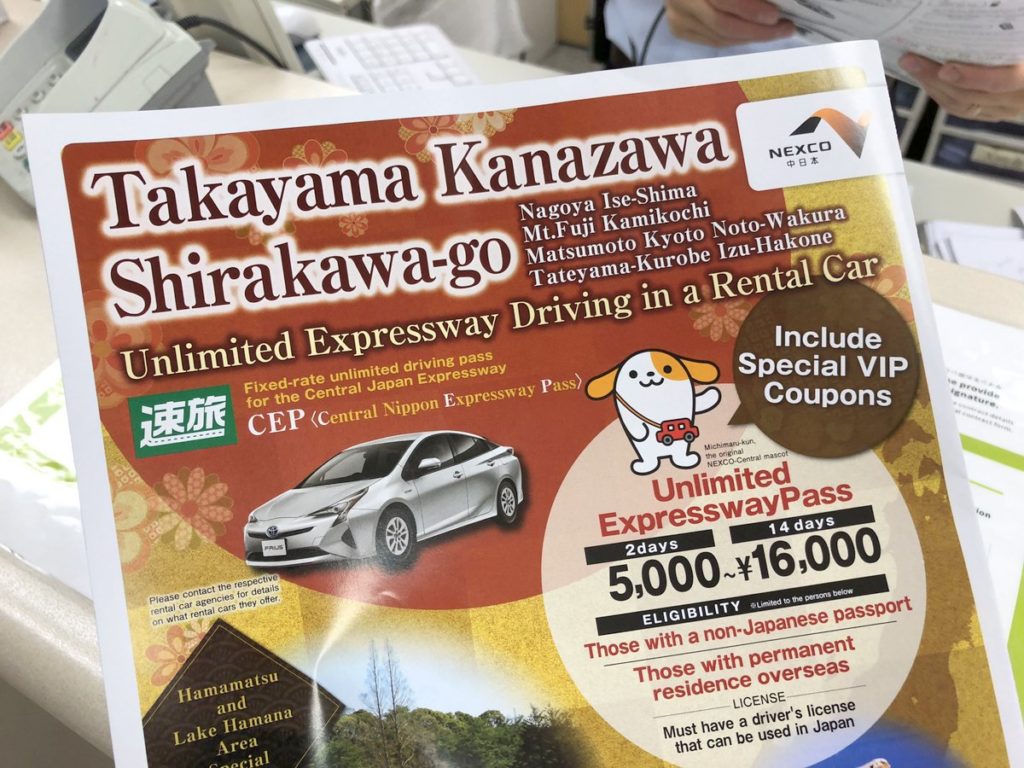 Takayama Kanazawa
Shirakawa-go
Nagoya Ise-Shima
Mt.Fuji Kamikochi
Matsumoto Kyoto Noto-Wakura
Tateyama-Kurobe Izu-Hakone
NEXCO
中日本
Unlimited Expressway Driving in a Rental Car
速旅
Fixed-rate unlimited driving pass
for the Central Japan Expressway
CEP〈Central Nippon Expressway Pass〉
Include
Special VIP
Coupons
Michimaru-kun,
the original
NEXCO-Central mascot
PRIUS
Unlimited
ExpresswayPass
2days 14 days
5,000~¥16,000
ELIGIBILITY ※Limited to the persons below
Those with a non-Japanese passport
Those with permanent
residence overseas
LICENSE
Must have a driver's license
that can be used in Japan
Please contact the respective
rental car agencies for details
on what rental cars they offer.
Hamamatsu
and
Lake Hamana
Area
Special